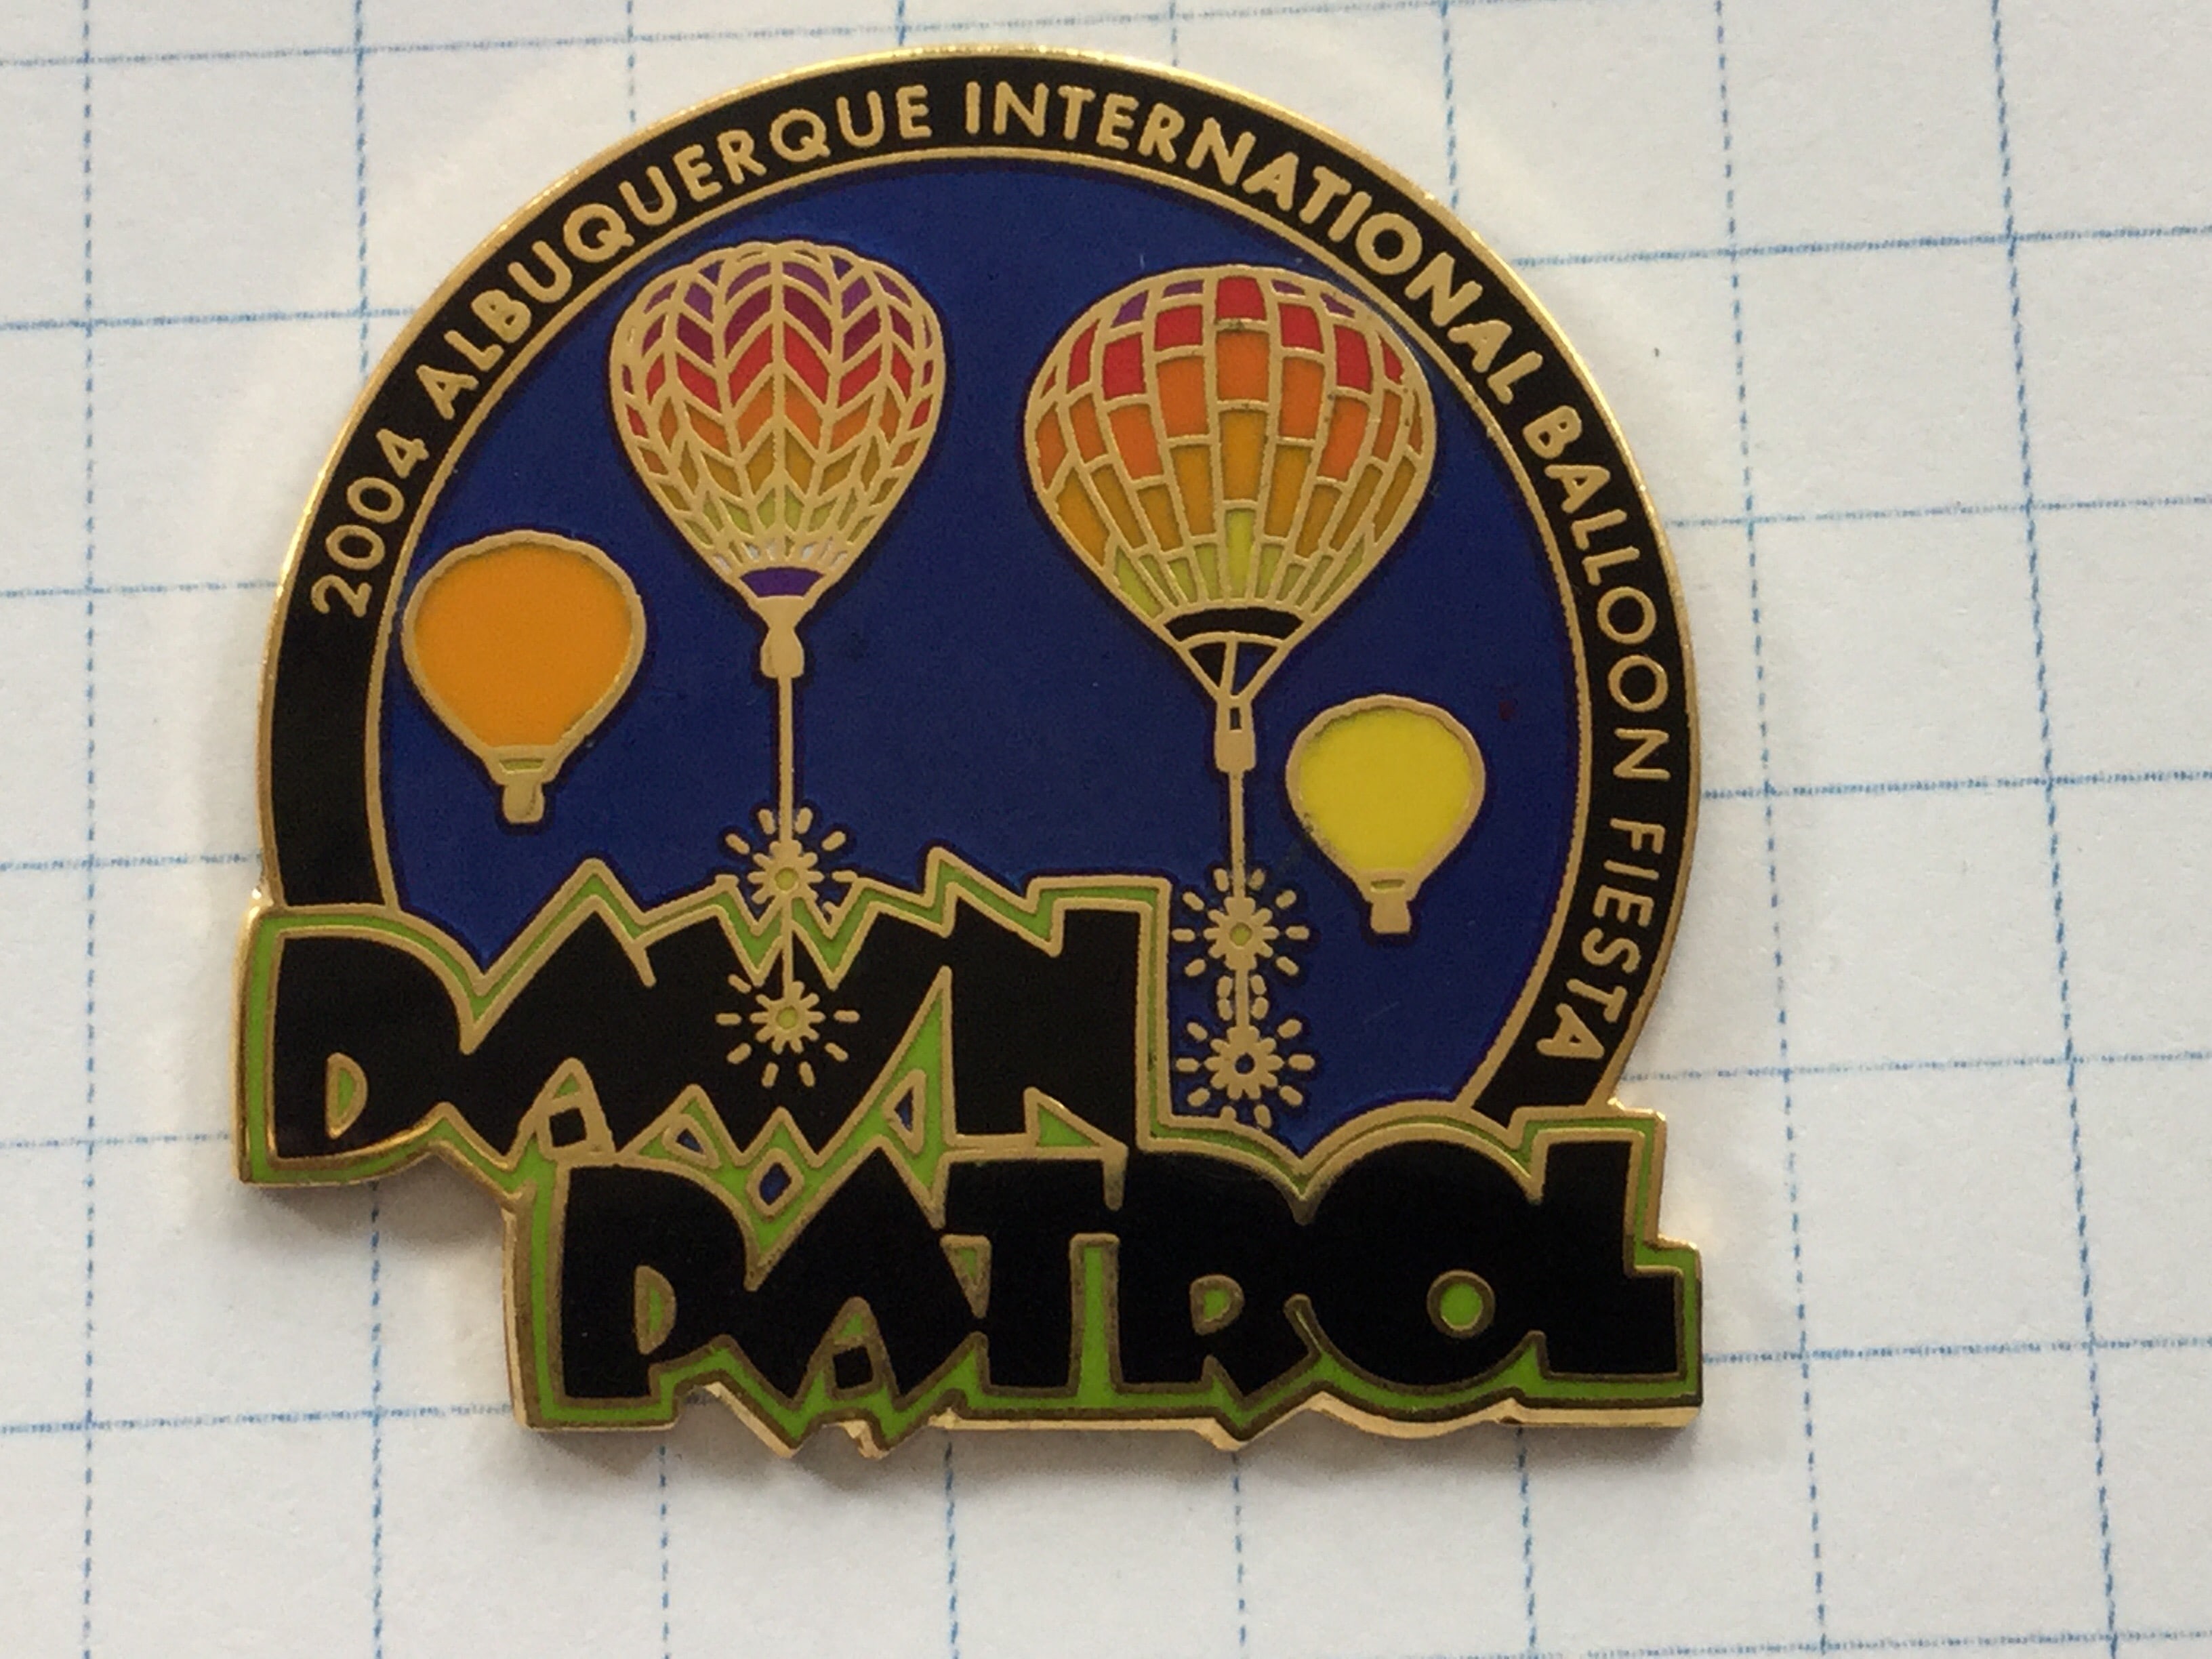 2004 ALBUQUERQUE INTERNATIONAL BALLOON FIESTA
DAWN
PATROL